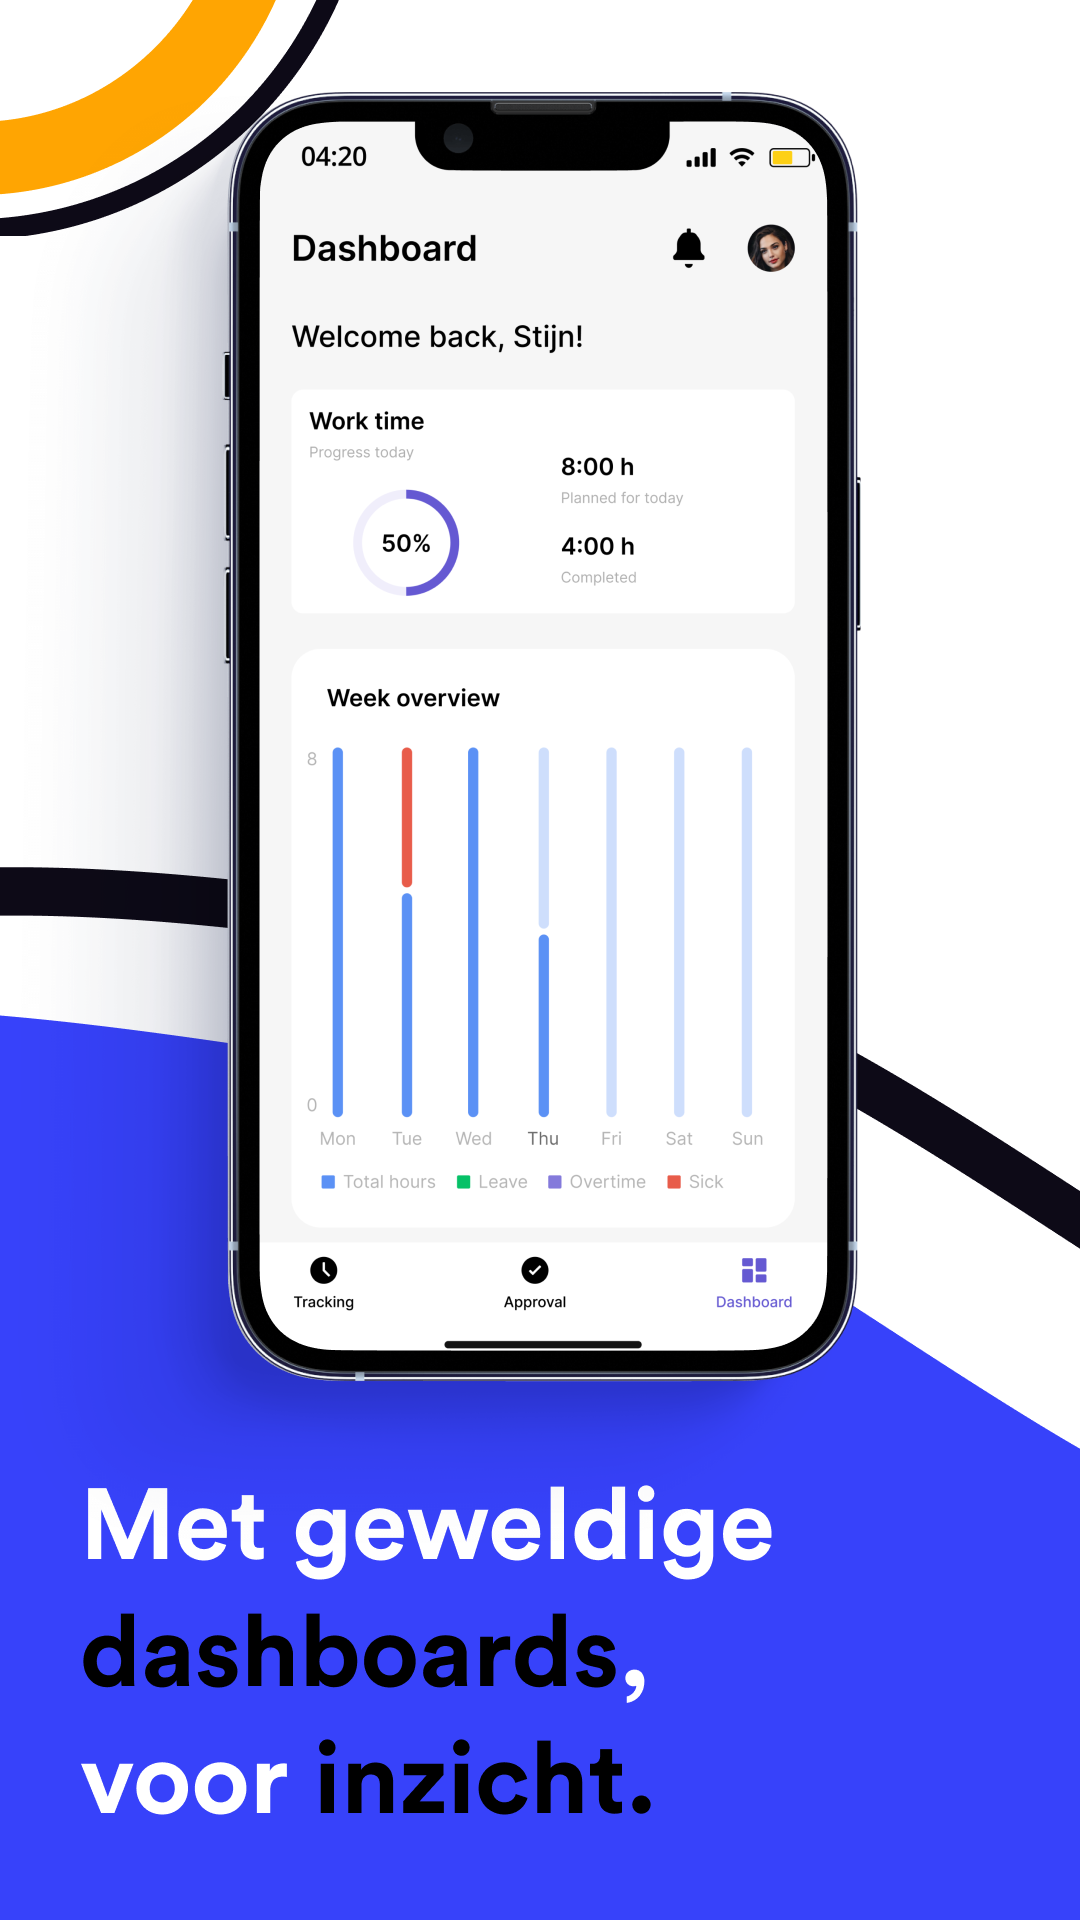 04:20
Dashboard
Welcome back, Stijn!
Work time
Progress today
50%
8:00 h
Planned for today
4:00 h
Completed
Week overview
8
0
Mon Tue Wed Thu Fri Sat Sun
Total hours Leave Overtime Sick
Tracking Approval Dashboard
Met geweldige
dashboards,
voor inzicht.